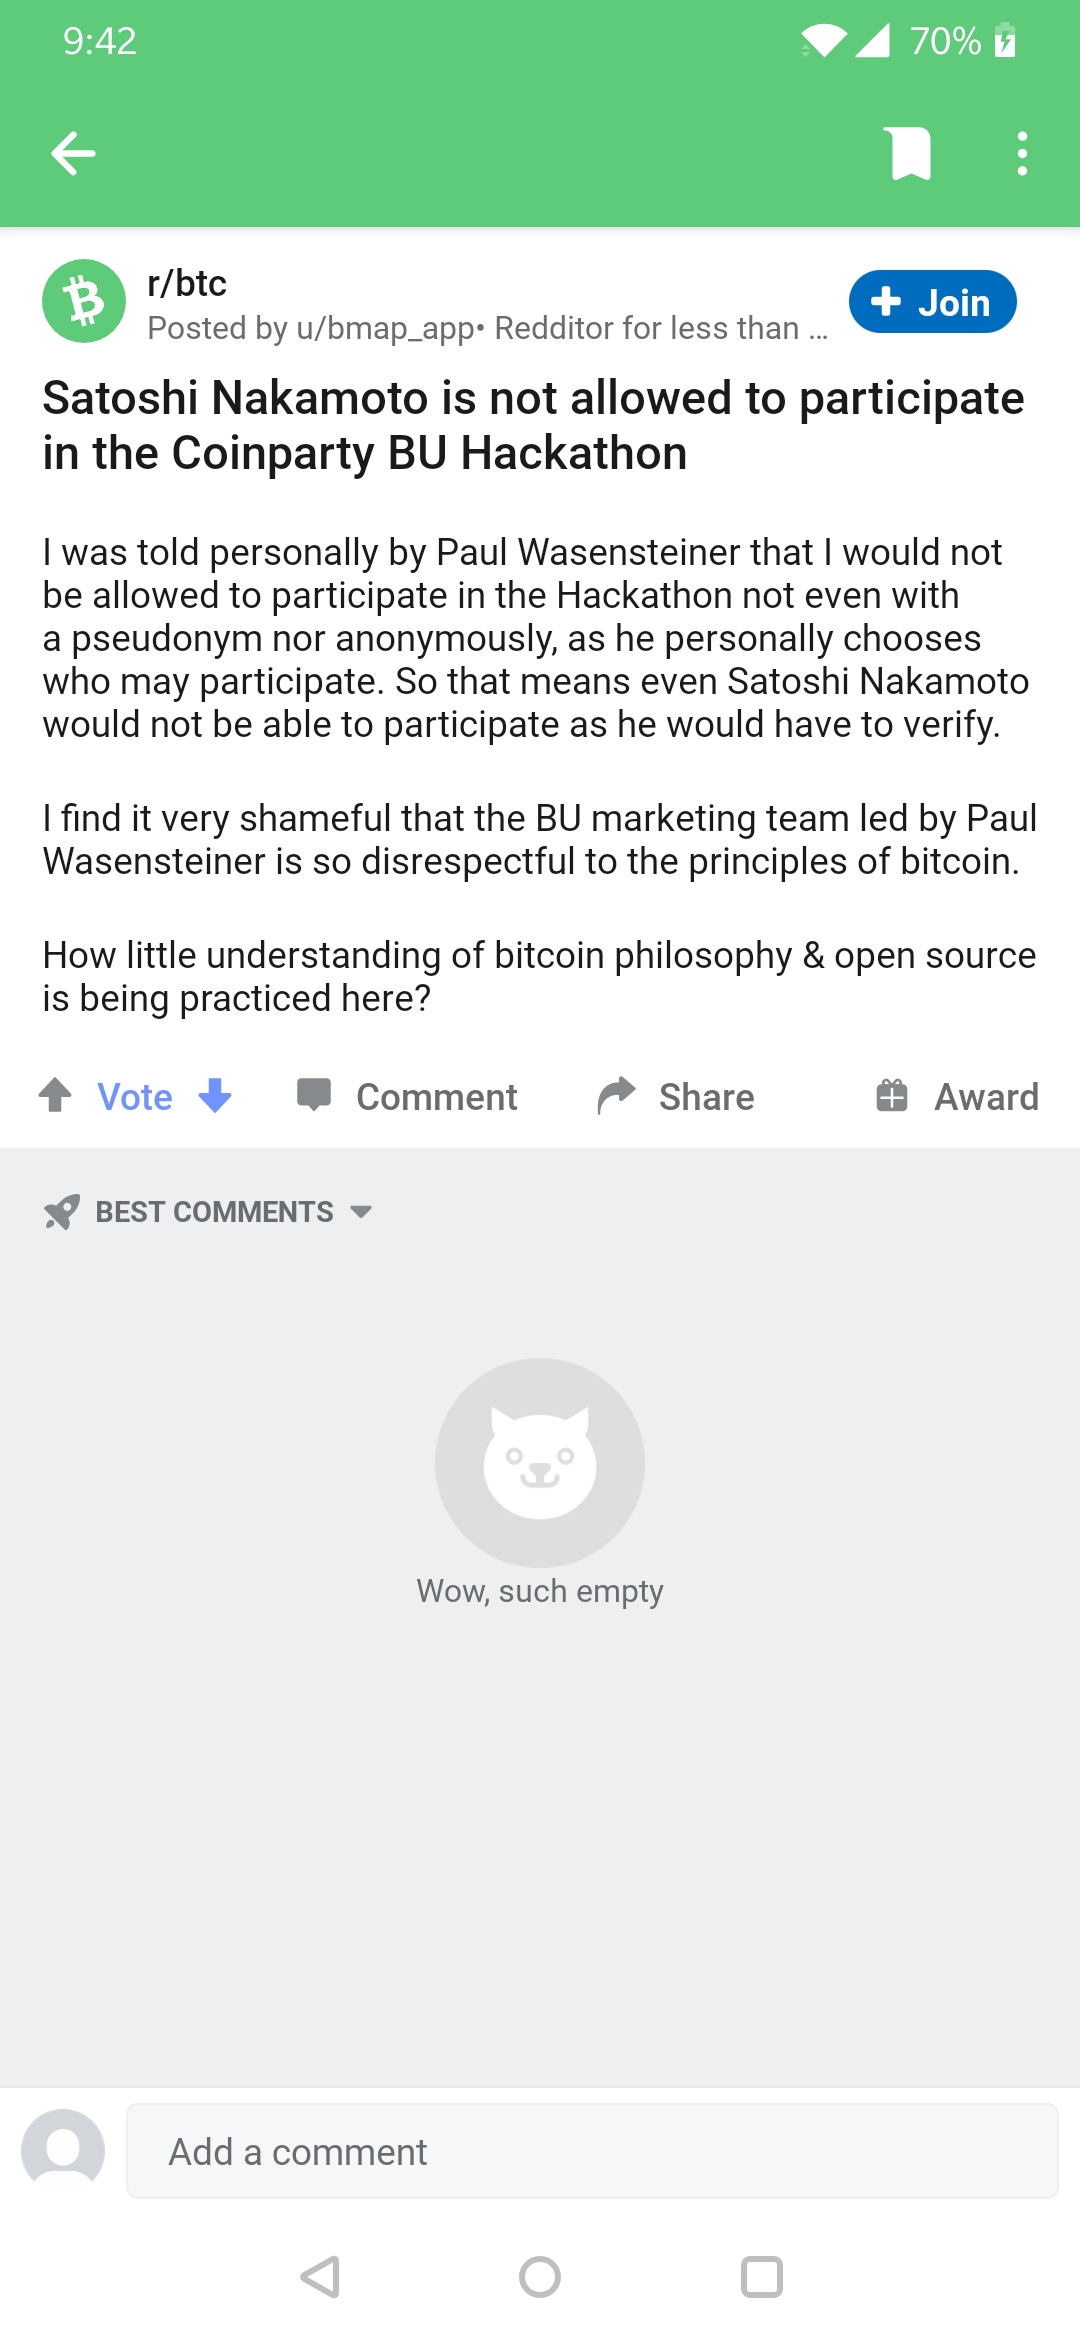 9:42
70%
r/btc
Posted by u/bmap_app• Redditor for less than ...
Join
Satoshi Nakamoto is not allowed to participate
in the Coinparty BU Hackathon
I was told personally by Paul Wasensteiner that I would not
be allowed to participate in the Hackathon not even with
a pseudonym nor anonymously, as he personally chooses
who may participate. So that means even Satoshi Nakamoto
would not be able to participate as he would have to verify.
I find it very shameful that the BU marketing team led by Paul
Wasensteiner is so disrespectful to the principles of bitcoin.
How little understanding of bitcoin philosophy & open source
is being practiced here?
Vote
Comment
Share
Award
BEST COMMENTS
Wow, such empty
Add a comment